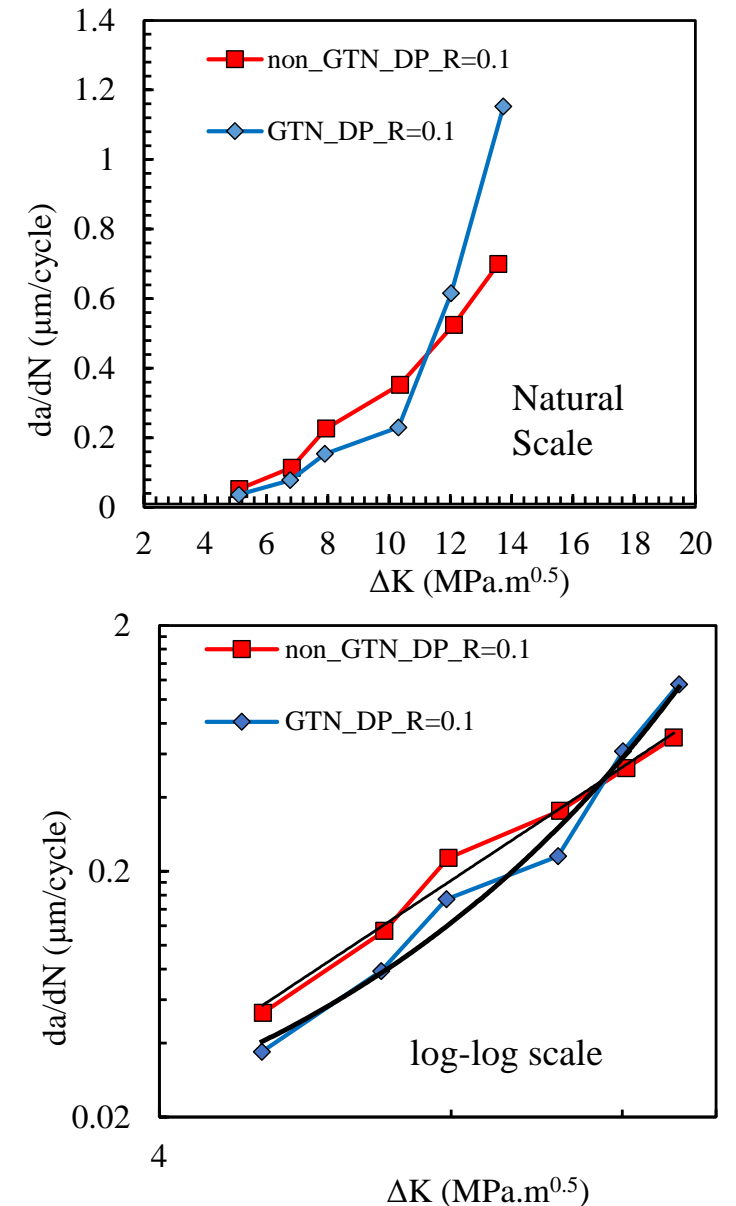 1.4
non_GTN_DP_R=0.1
1.2
GTN_DP_R=0.1
1
0.8
da/dN (µm/cycle)
0.6
0.4
Natural
Scale
0.2
0
2 4 6 8 10 12 14 16 18 20
ΔK (MPa.m^0.5)
2
non_GTN_DP_R=0.1
GTN_DP_R=0.1
da/dN (µm/cycle)
0.2
log-log scale
0.02
4
ΔK (MPa.m^0.5)